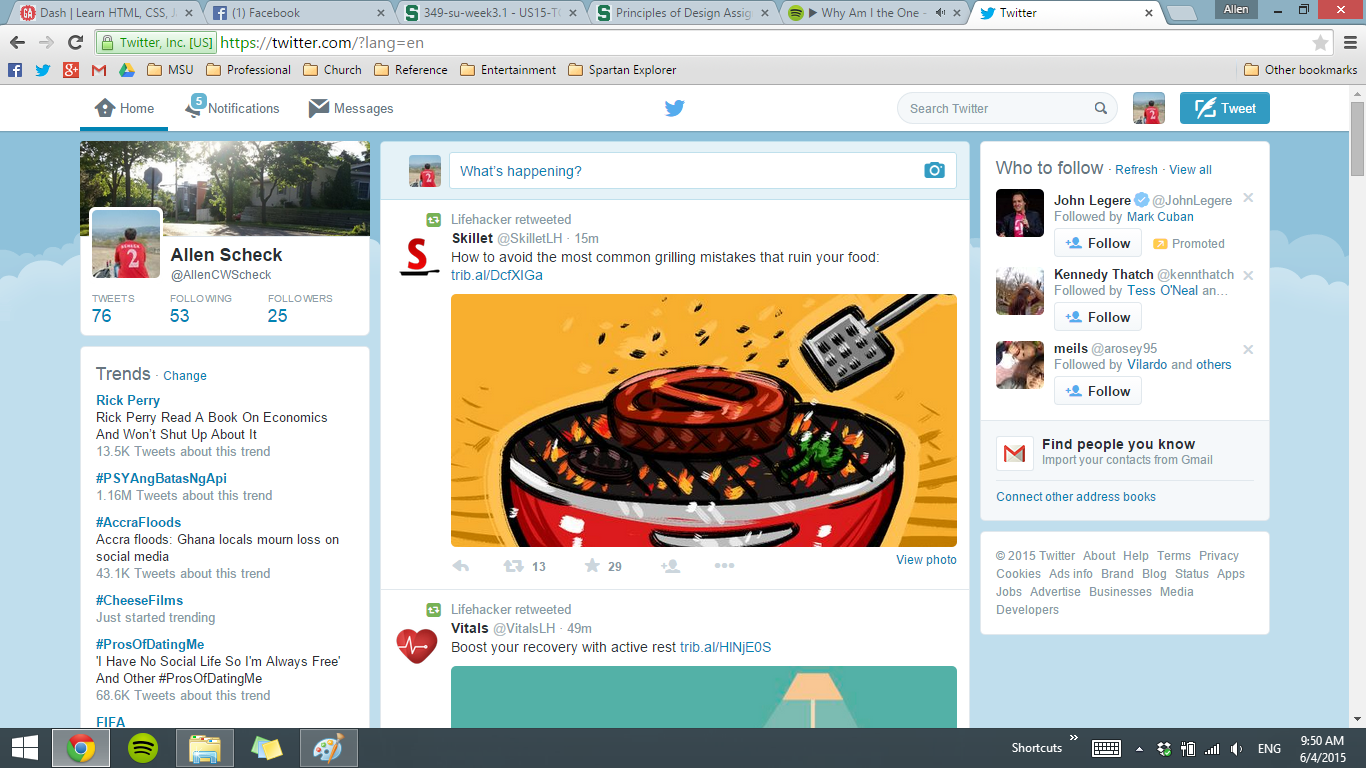 Dash | Learn HTML, CSS, J
(1) Facebook
349-su-week3.1 - US15-TC
Principles of Design Assig
Why Am I the One -
Twitter
Allen
Twitter, Inc. [US] https://twitter.com/?lang=en
MSU Professional Church Reference Entertainment Spartan Explorer Other bookmarks
Home 5 Notifications Messages Search Twitter Tweet
Allen Scheck
@AllenCWScheck
TWEETS FOLLOWING FOLLOWERS
76 53 25
Trends · Change
Rick Perry
Rick Perry Read A Book On Economics
And Won't Shut Up About It
13.5K Tweets about this trend
#PSYAngBatasNgApi
1.16M Tweets about this trend
#AccraFloods
Accra floods: Ghana locals mourn loss on
social media
43.1K Tweets about this trend
#CheeseFilms
Just started trending
#ProsOfDatingMe
'I Have No Social Life So I'm Always Free'
And Other #ProsOfDatingMe
68.6K Tweets about this trend
FIFA
What's happening?
Lifehacker retweeted
Skillet @SkilletLH · 15m
How to avoid the most common grilling mistakes that ruin your food:
trib.al/DcfXIGa
13 29 View photo
Lifehacker retweeted
Vitals @VitalsLH · 49m
Boost your recovery with active rest trib.al/HlNjE0S
Who to follow · Refresh · View all
John Legere @JohnLegere
Followed by Mark Cuban
Follow Promoted
Kennedy Thatch @kennthatch
Followed by Tess O'Neal an...
Follow
meils @arosey95
Followed by Vilardo and others
Follow
Find people you know
Import your contacts from Gmail
Connect other address books
© 2015 Twitter About Help Terms Privacy
Cookies Ads info Brand Blog Status Apps
Jobs Advertise Businesses Media
Developers
Shortcuts ENG 9:50 AM
6/4/2015